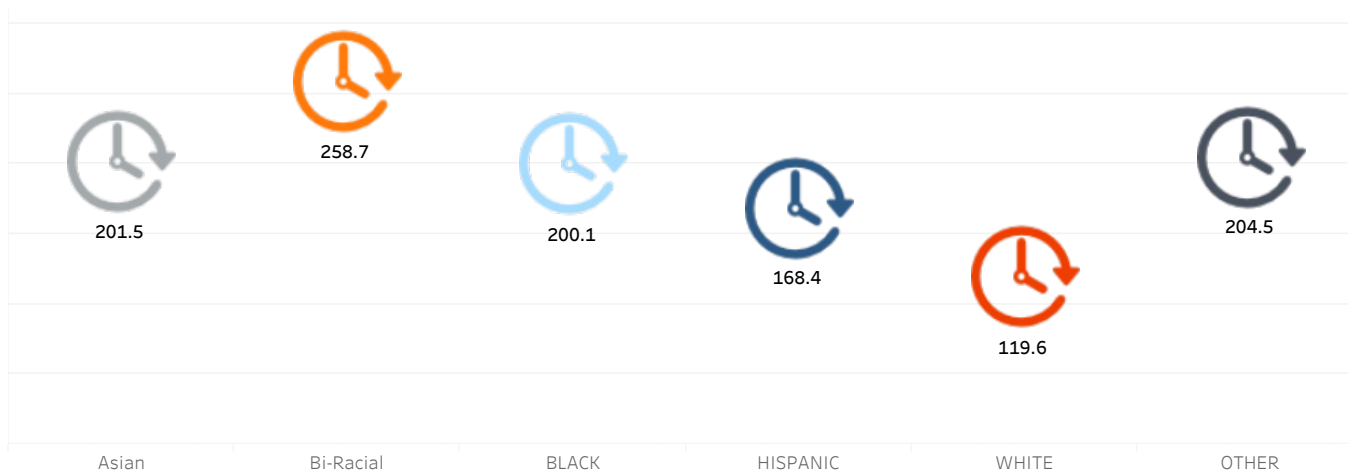 258.7
201.5
200.1
168.4
119.6
204.5
Asian
Bi-Racial
BLACK
HISPANIC
WHITE
OTHER